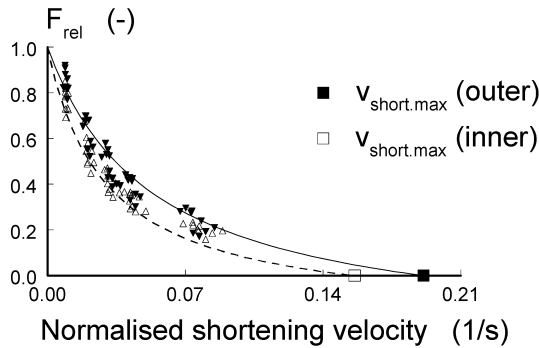 F_rel (-)
1.0
0.8
0.6
0.4
0.2
0.0
0.00 0.07 0.14 0.21
Normalised shortening velocity (1/s)
v_short.max (outer)
v_short.max (inner)